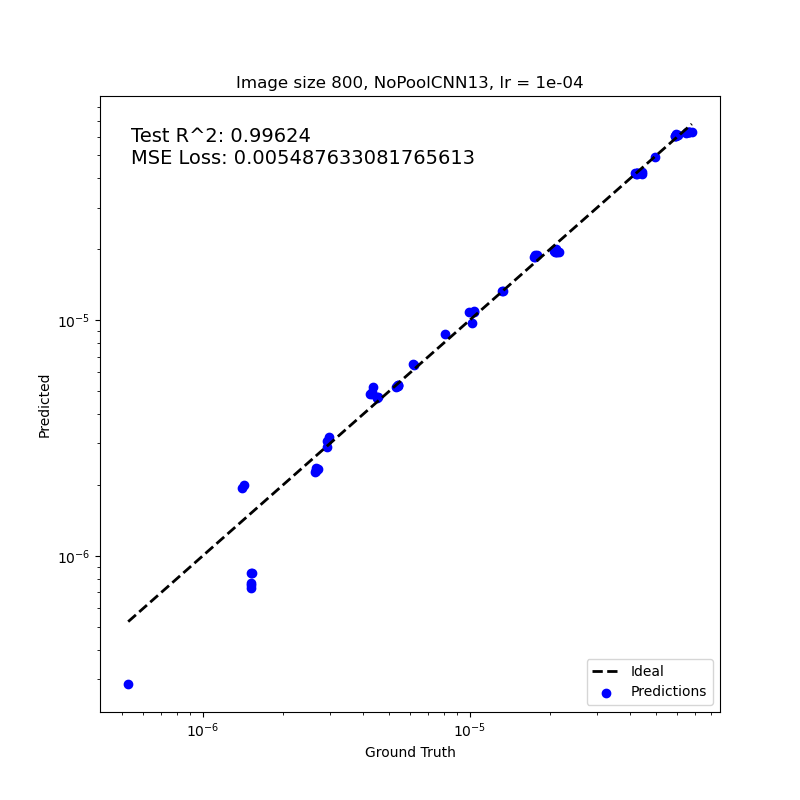 Image size 800, NoPoolCNN13, lr = 1e-04
Test R^2: 0.99624
MSE Loss: 0.005487633081765613
Predicted
10⁻⁵
10⁻⁶
Ideal
Predictions
10⁻⁶
10⁻⁵
Ground Truth